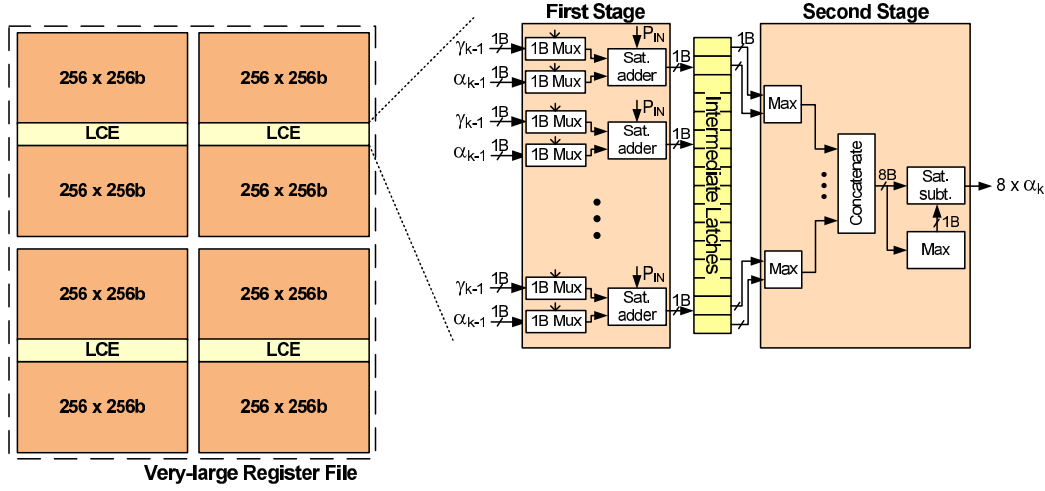 256 x 256b
256 x 256b
LCE
LCE
256 x 256b
256 x 256b
256 x 256b
256 x 256b
LCE
LCE
256 x 256b
256 x 256b
Very-large Register File
First Stage
γk-1
1B
1B Mux
αk-1
1B
1B Mux
PIN
Sat. adder
1B
γk-1
1B
1B Mux
αk-1
1B
1B Mux
PIN
Sat. adder
1B
γk-1
1B
1B Mux
αk-1
1B
1B Mux
PIN
Sat. adder
1B
Intermediate Latches
Second Stage
1B
Max
Max
Concatenate
8B
Sat. subt.
1B
Max
8 x αk